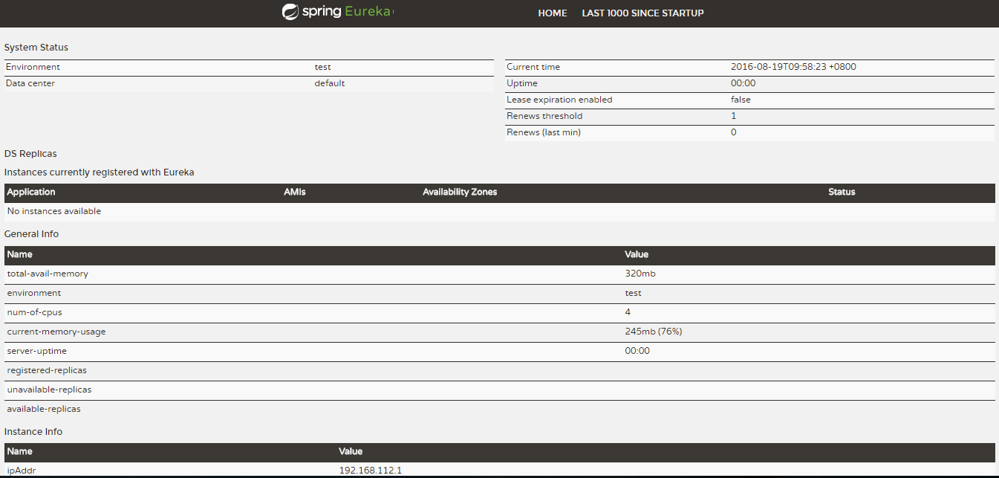 spring Eureka
HOME LAST 1000 SINCE STARTUP
System Status
Environment test
Data center default
Current time 2016-08-19T09:58:23 +0800
Uptime 00:00
Lease expiration enabled false
Renews threshold 1
Renews (last min) 0
DS Replicas
Instances currently registered with Eureka
Application AMIs Availability Zones Status
No instances available
General Info
Name Value
total-avail-memory 320mb
environment test
num-of-cpus 4
current-memory-usage 245mb (76%)
server-uptime 00:00
registered-replicas
unavailable-replicas
available-replicas
Instance Info
Name Value
ipAddr 192.168.112.1